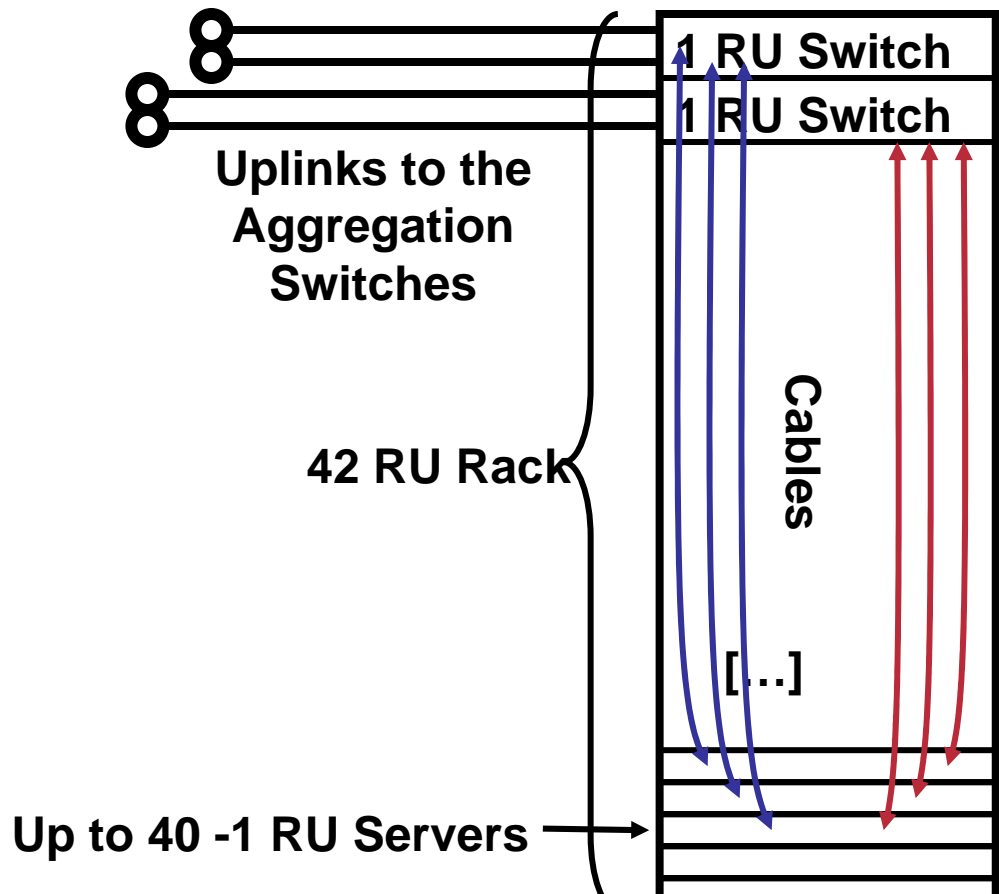 1 RU Switch
1 RU Switch
Uplinks to the
Aggregation
Switches
Cables
42 RU Rack
[...]
Up to 40 -1 RU Servers